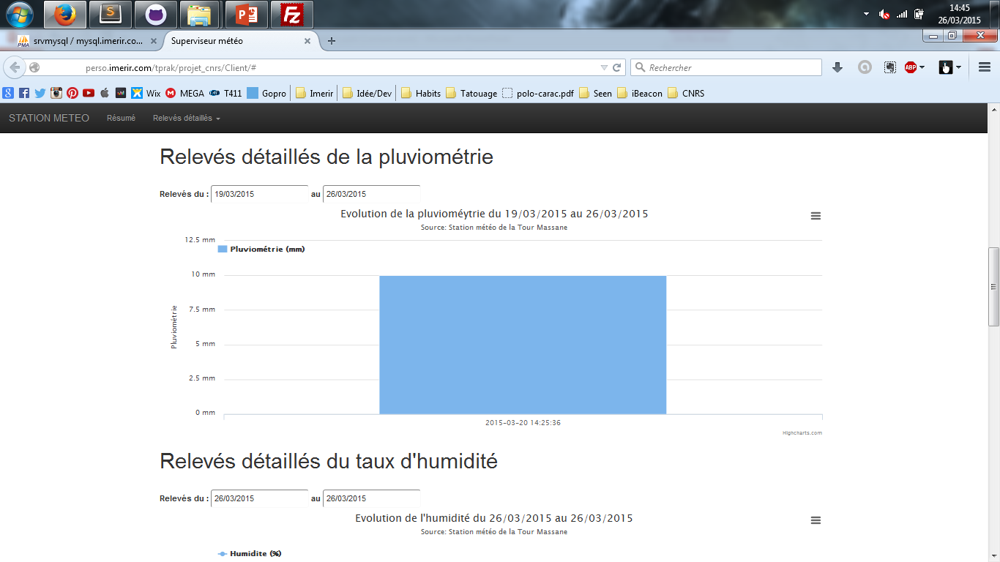 14:45
26/03/2015
srvmysql / mysql.imerir.co...
Superviseur météo
perso.imerir.com/tprak/projet_cnrs/Client/#
Rechercher
ABP
Wix
MEGA
T411
Gopro
Imerir
Idée/Dev
Habits
Tatouage
polo-carac.pdf
Seen
iBeacon
CNRS
STATION METEO
Résumé
Relevés détaillés
Relevés détaillés de la pluviométrie
Relevés du : 19/03/2015 au 26/03/2015
Evolution de la pluvioméytrie du 19/03/2015 au 26/03/2015
Source: Station météo de la Tour Massane
12.5 mm
Pluviométrie (mm)
10 mm
7.5 mm
5 mm
2.5 mm
0 mm
Pluviométrie
2015-03-20 14:25:36
Highcharts.com
Relevés détaillés du taux d'humidité
Relevés du : 26/03/2015 au 26/03/2015
Evolution de l'humidité du 26/03/2015 au 26/03/2015
Source: Station météo de la Tour Massane
Humidite (%)